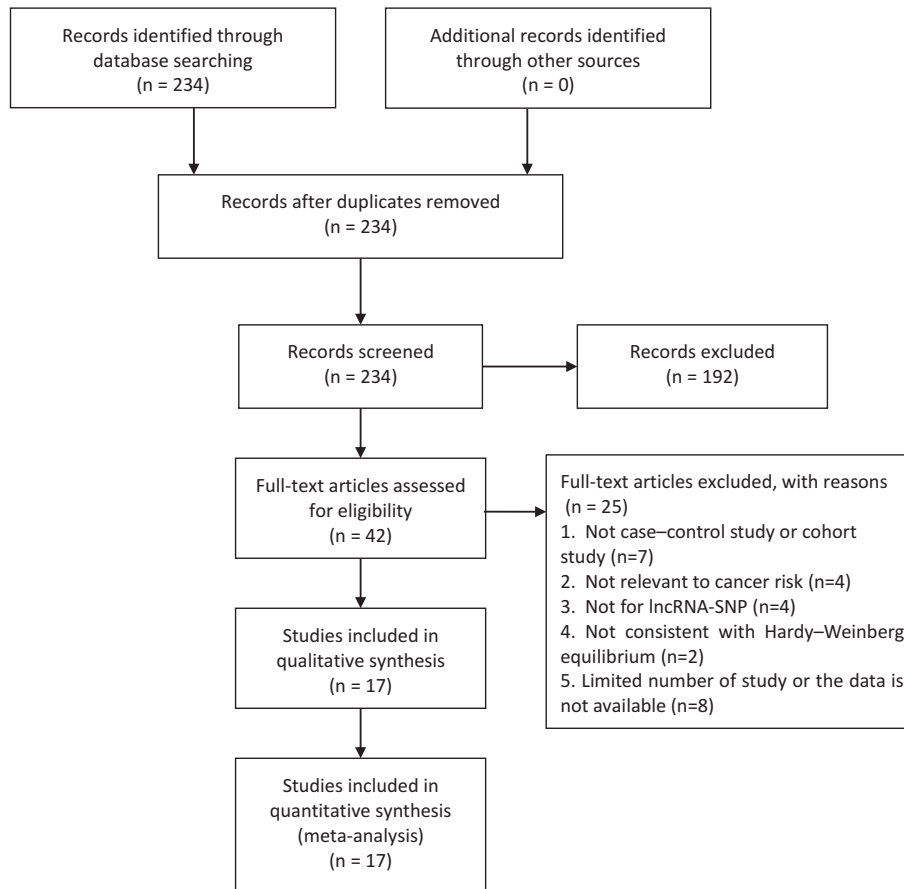 Records identified through
database searching
(n = 234)
Additional records identified
through other sources
(n = 0)
Records after duplicates removed
(n = 234)
Records screened
(n = 234)
Records excluded
(n = 192)
Full-text articles assessed
for eligibility
(n = 42)
Full-text articles excluded, with reasons
(n = 25)
1. Not case–control study or cohort
study (n=7)
2. Not relevant to cancer risk (n=4)
3. Not for lncRNA-SNP (n=4)
4. Not consistent with Hardy–Weinberg
equilibrium (n=2)
5. Limited number of study or the data is
not available (n=8)
Studies included in
qualitative synthesis
(n = 17)
Studies included in
quantitative synthesis
(meta-analysis)
(n = 17)